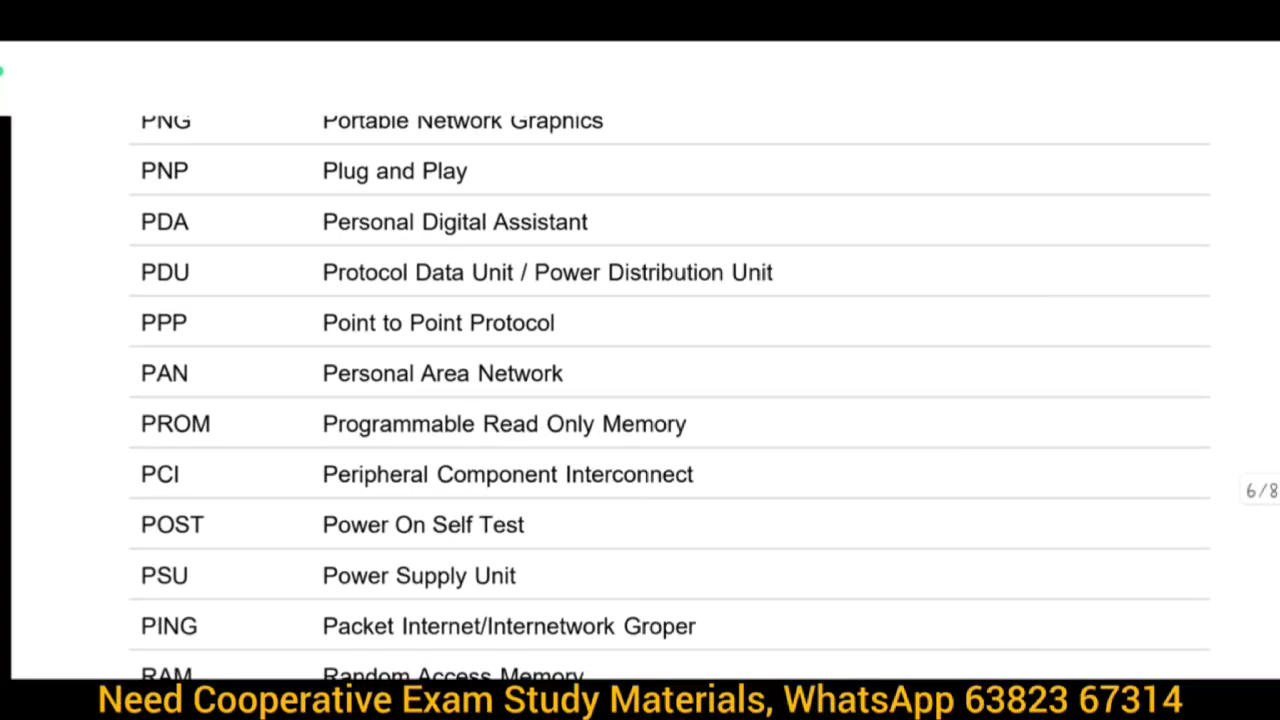 PNG Portable Network Graphics
PNP Plug and Play
PDA Personal Digital Assistant
PDU Protocol Data Unit / Power Distribution Unit
PPP Point to Point Protocol
PAN Personal Area Network
PROM Programmable Read Only Memory
PCI Peripheral Component Interconnect
6/8
POST Power On Self Test
PSU Power Supply Unit
PING Packet Internet/Internetwork Groper
RAM Random Access Memory
Need Cooperative Exam Study Materials, WhatsApp 63823 67314